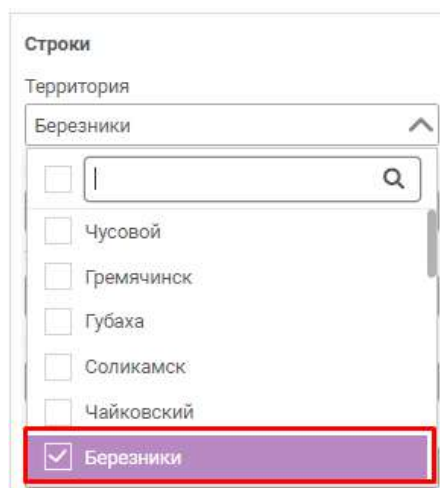 Строки
Территория
Березники
Чусовой
Гремячинск
Губаха
Соликамск
Чайковский
Березники